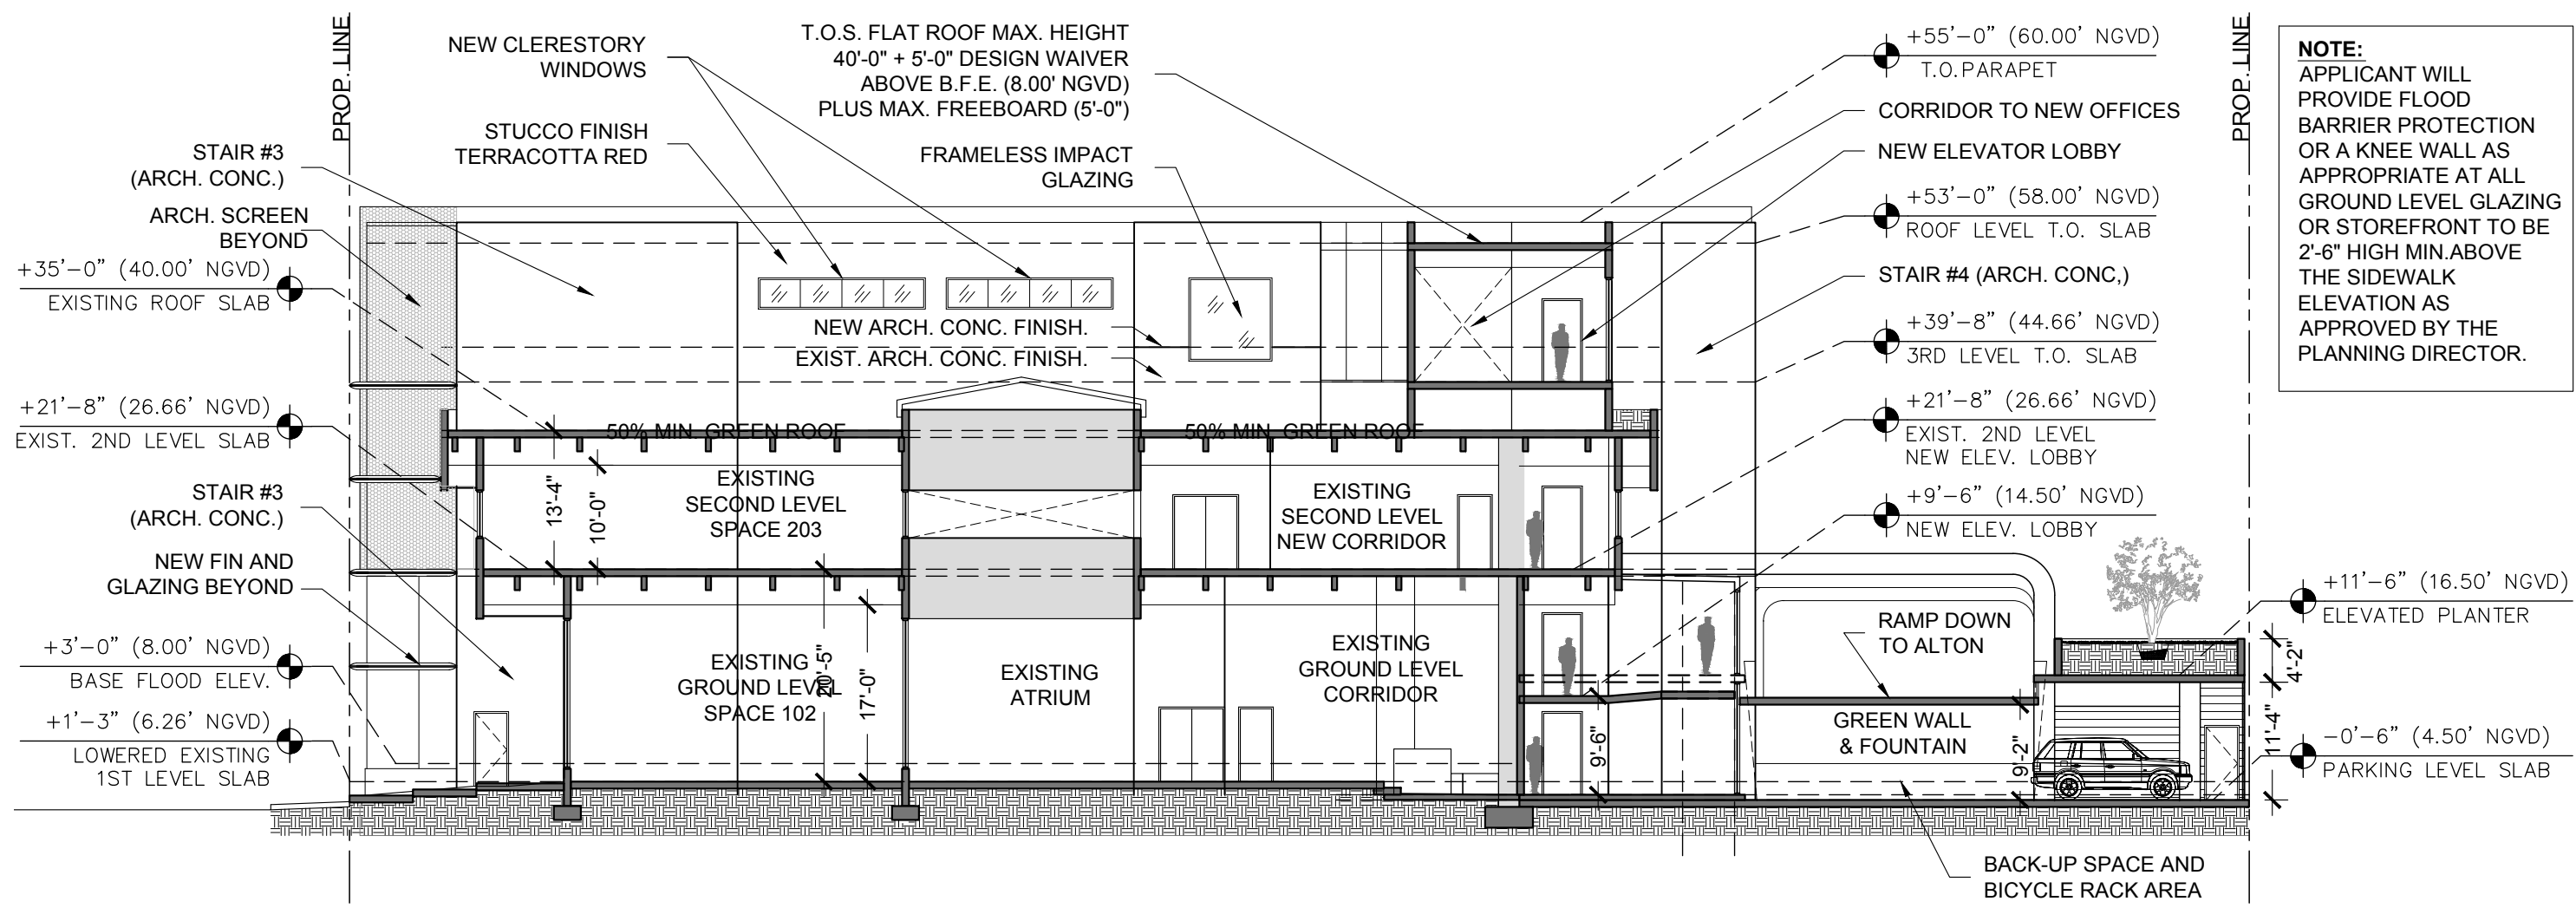 PROP. LINE
NEW CLERESTORY
WINDOWS
T.O.S. FLAT ROOF MAX. HEIGHT
40'-0" + 5'-0" DESIGN WAIVER
ABOVE B.F.E. (8.00' NGVD)
PLUS MAX. FREEBOARD (5'-0")
STUCCO FINISH
TERRACOTTA RED
FRAMELESS IMPACT
GLAZING
STAIR #3
(ARCH. CONC.)
ARCH. SCREEN
BEYOND
+35'-0" (40.00' NGVD)
EXISTING ROOF SLAB
+21'-8" (26.66' NGVD)
EXIST. 2ND LEVEL SLAB
STAIR #3
(ARCH. CONC.)
NEW FIN AND
GLAZING BEYOND
+3'-0" (8.00' NGVD)
BASE FLOOD ELEV.
+1'-3" (6.26' NGVD)
LOWERED EXISTING
1ST LEVEL SLAB
NEW ARCH. CONC. FINISH.
EXIST. ARCH. CONC. FINISH.
50% MIN. GREEN ROOF
50% MIN. GREEN ROOF
13'-4"
10'-0"
EXISTING
SECOND LEVEL
SPACE 203
EXISTING
SECOND LEVEL
NEW CORRIDOR
EXISTING
GROUND LEVEL
SPACE 102
20'-5"
17'-0"
EXISTING
ATRIUM
EXISTING
GROUND LEVEL
CORRIDOR
9'-6"
RAMP DOWN
TO ALTON
GREEN WALL
& FOUNTAIN
9'-2"
4'-2"
11'-4"
BACK-UP SPACE AND
BICYCLE RACK AREA
+55'-0" (60.00' NGVD)
T.O.PARAPET
CORRIDOR TO NEW OFFICES
NEW ELEVATOR LOBBY
+53'-0" (58.00' NGVD)
ROOF LEVEL T.O. SLAB
STAIR #4 (ARCH. CONC,)
+39'-8" (44.66' NGVD)
3RD LEVEL T.O. SLAB
+21'-8" (26.66' NGVD)
EXIST. 2ND LEVEL
NEW ELEV. LOBBY
+9'-6" (14.50' NGVD)
NEW ELEV. LOBBY
+11'-6" (16.50' NGVD)
ELEVATED PLANTER
-0'-6" (4.50' NGVD)
PARKING LEVEL SLAB
PROP. LINE
NOTE:
APPLICANT WILL
PROVIDE FLOOD
BARRIER PROTECTION
OR A KNEE WALL AS
APPROPRIATE AT ALL
GROUND LEVEL GLAZING
OR STOREFRONT TO BE
2'-6" HIGH MIN.ABOVE
THE SIDEWALK
ELEVATION AS
APPROVED BY THE
PLANNING DIRECTOR.